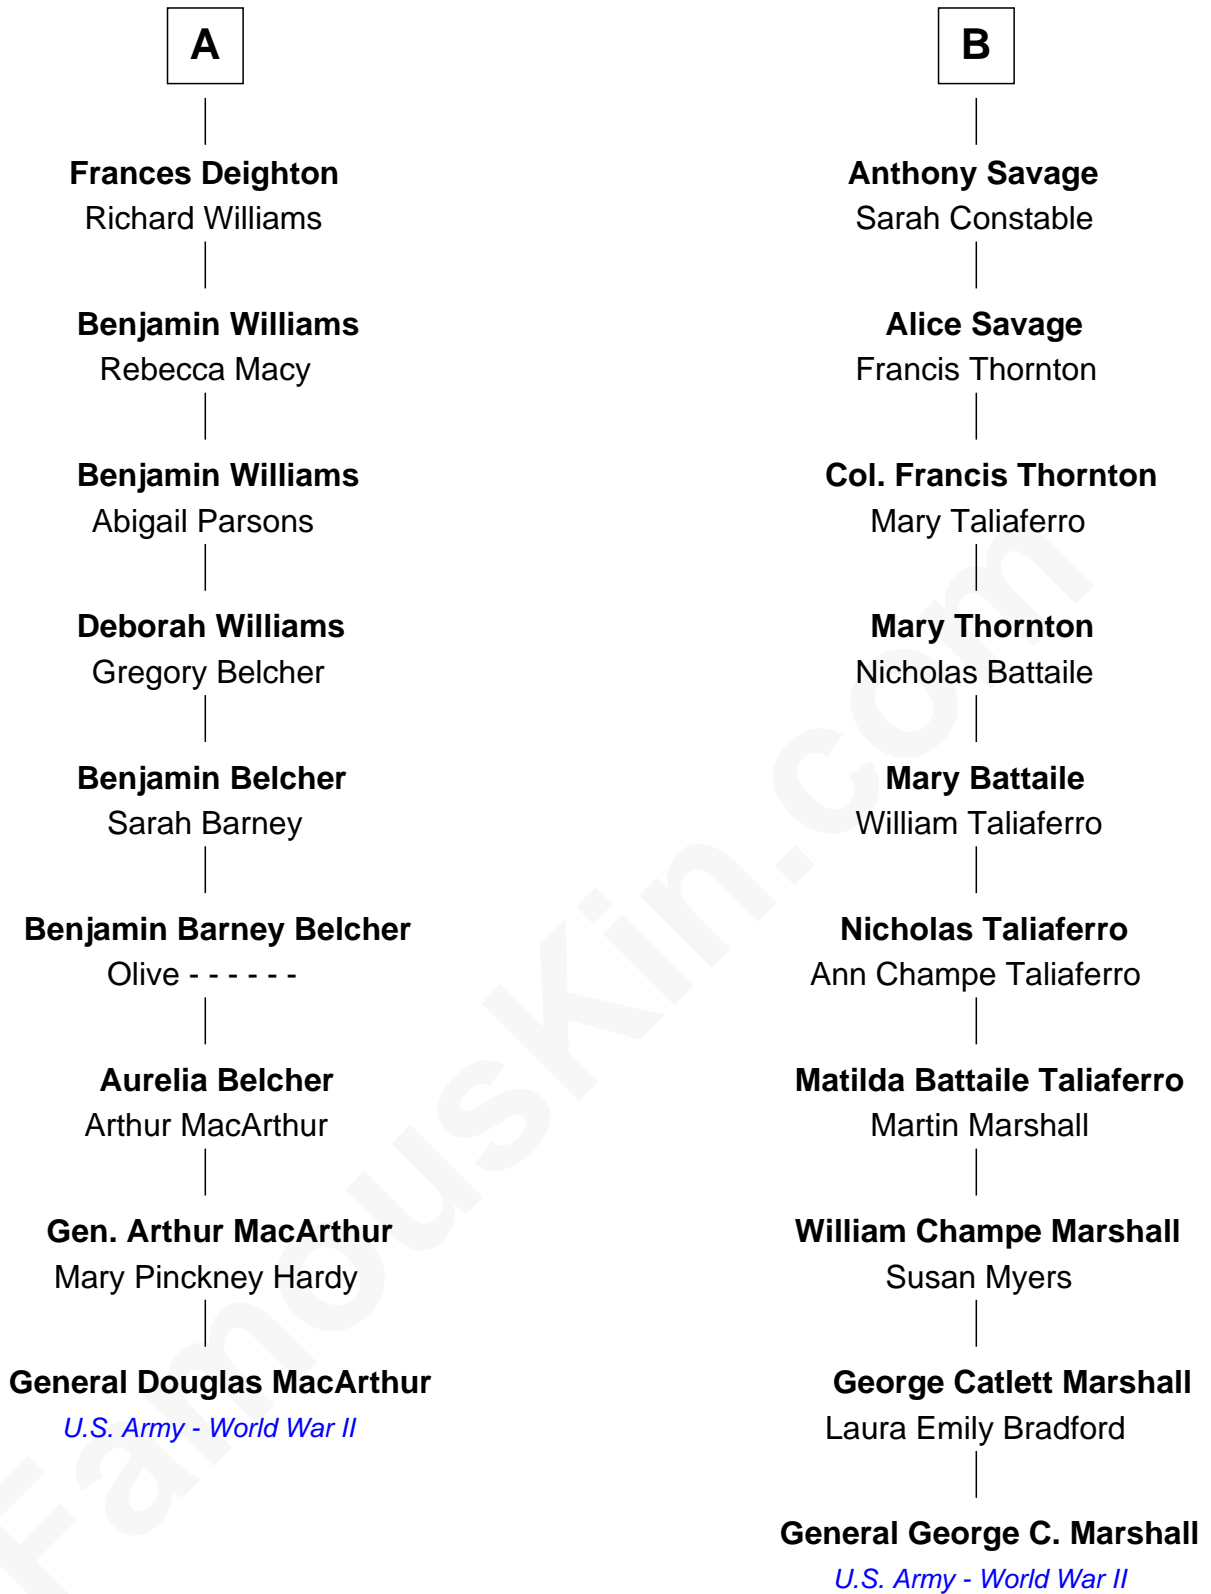 A
Frances Deighton
Richard Williams
Benjamin Williams
Rebecca Macy
Benjamin Williams
Abigail Parsons
Deborah Williams
Gregory Belcher
Benjamin Belcher
Sarah Barney
Benjamin Barney Belcher
Olive - - - - - -
Aurelia Belcher
Arthur MacArthur
Gen. Arthur MacArthur
Mary Pinckney Hardy
General Douglas MacArthur
U.S. Army - World War II
B
Anthony Savage
Sarah Constable
Alice Savage
Francis Thornton
Col. Francis Thornton
Mary Taliaferro
Mary Thornton
Nicholas Battaile
Mary Battaile
William Taliaferro
Nicholas Taliaferro
Ann Champe Taliaferro
Matilda Battaile Taliaferro
Martin Marshall
William Champe Marshall
Susan Myers
George Catlett Marshall
Laura Emily Bradford
General George C. Marshall
U.S. Army - World War II
FamousKin.com